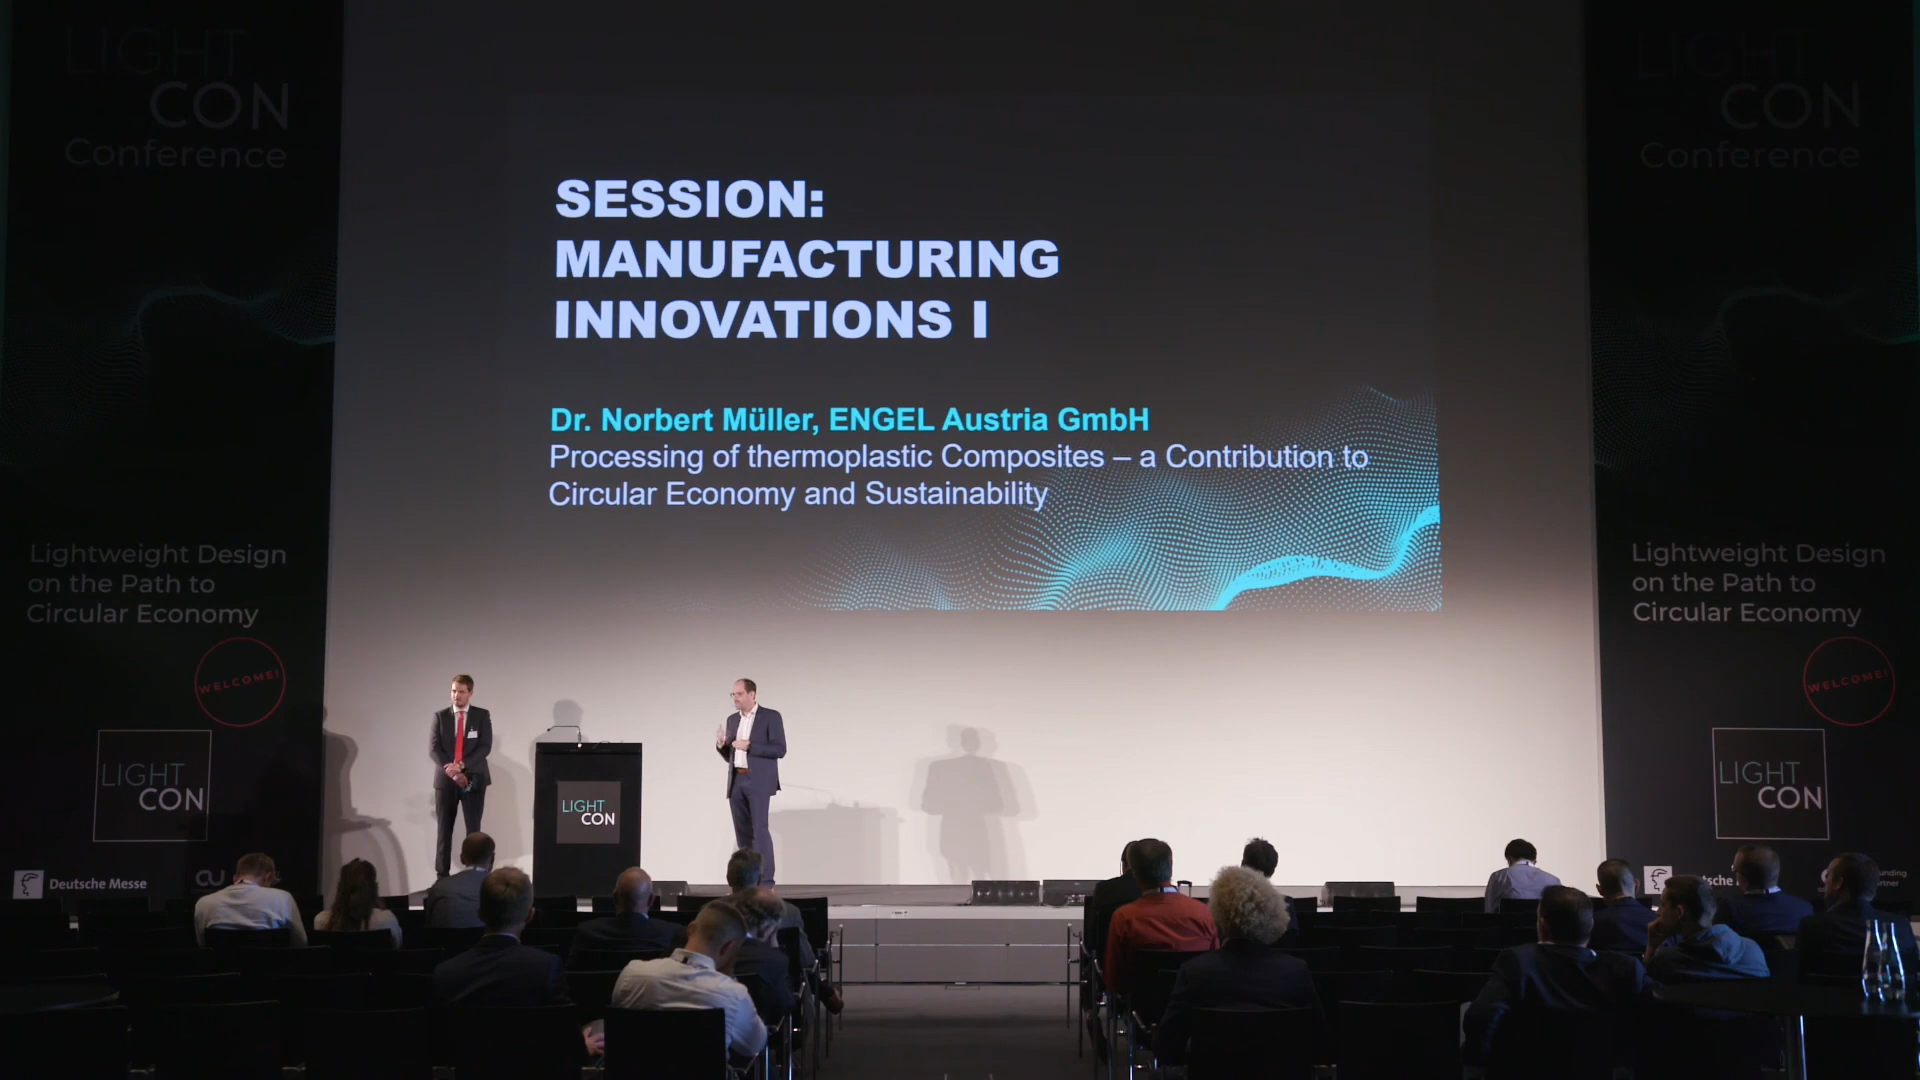 LIGHT
CON
Conference
Lightweight Design
on the Path to
Circular Economy
WELCOME!
LIGHT
CON
Deutsche Messe
CU
SESSION:
MANUFACTURING
INNOVATIONS I
Dr. Norbert Müller, ENGEL Austria GmbH
Processing of thermoplastic Composites – a Contribution to
Circular Economy and Sustainability
LIGHT
CON
LIGHT
CON
Conference
Lightweight Design
on the Path to
Circular Economy
WELCOME!
LIGHT
CON